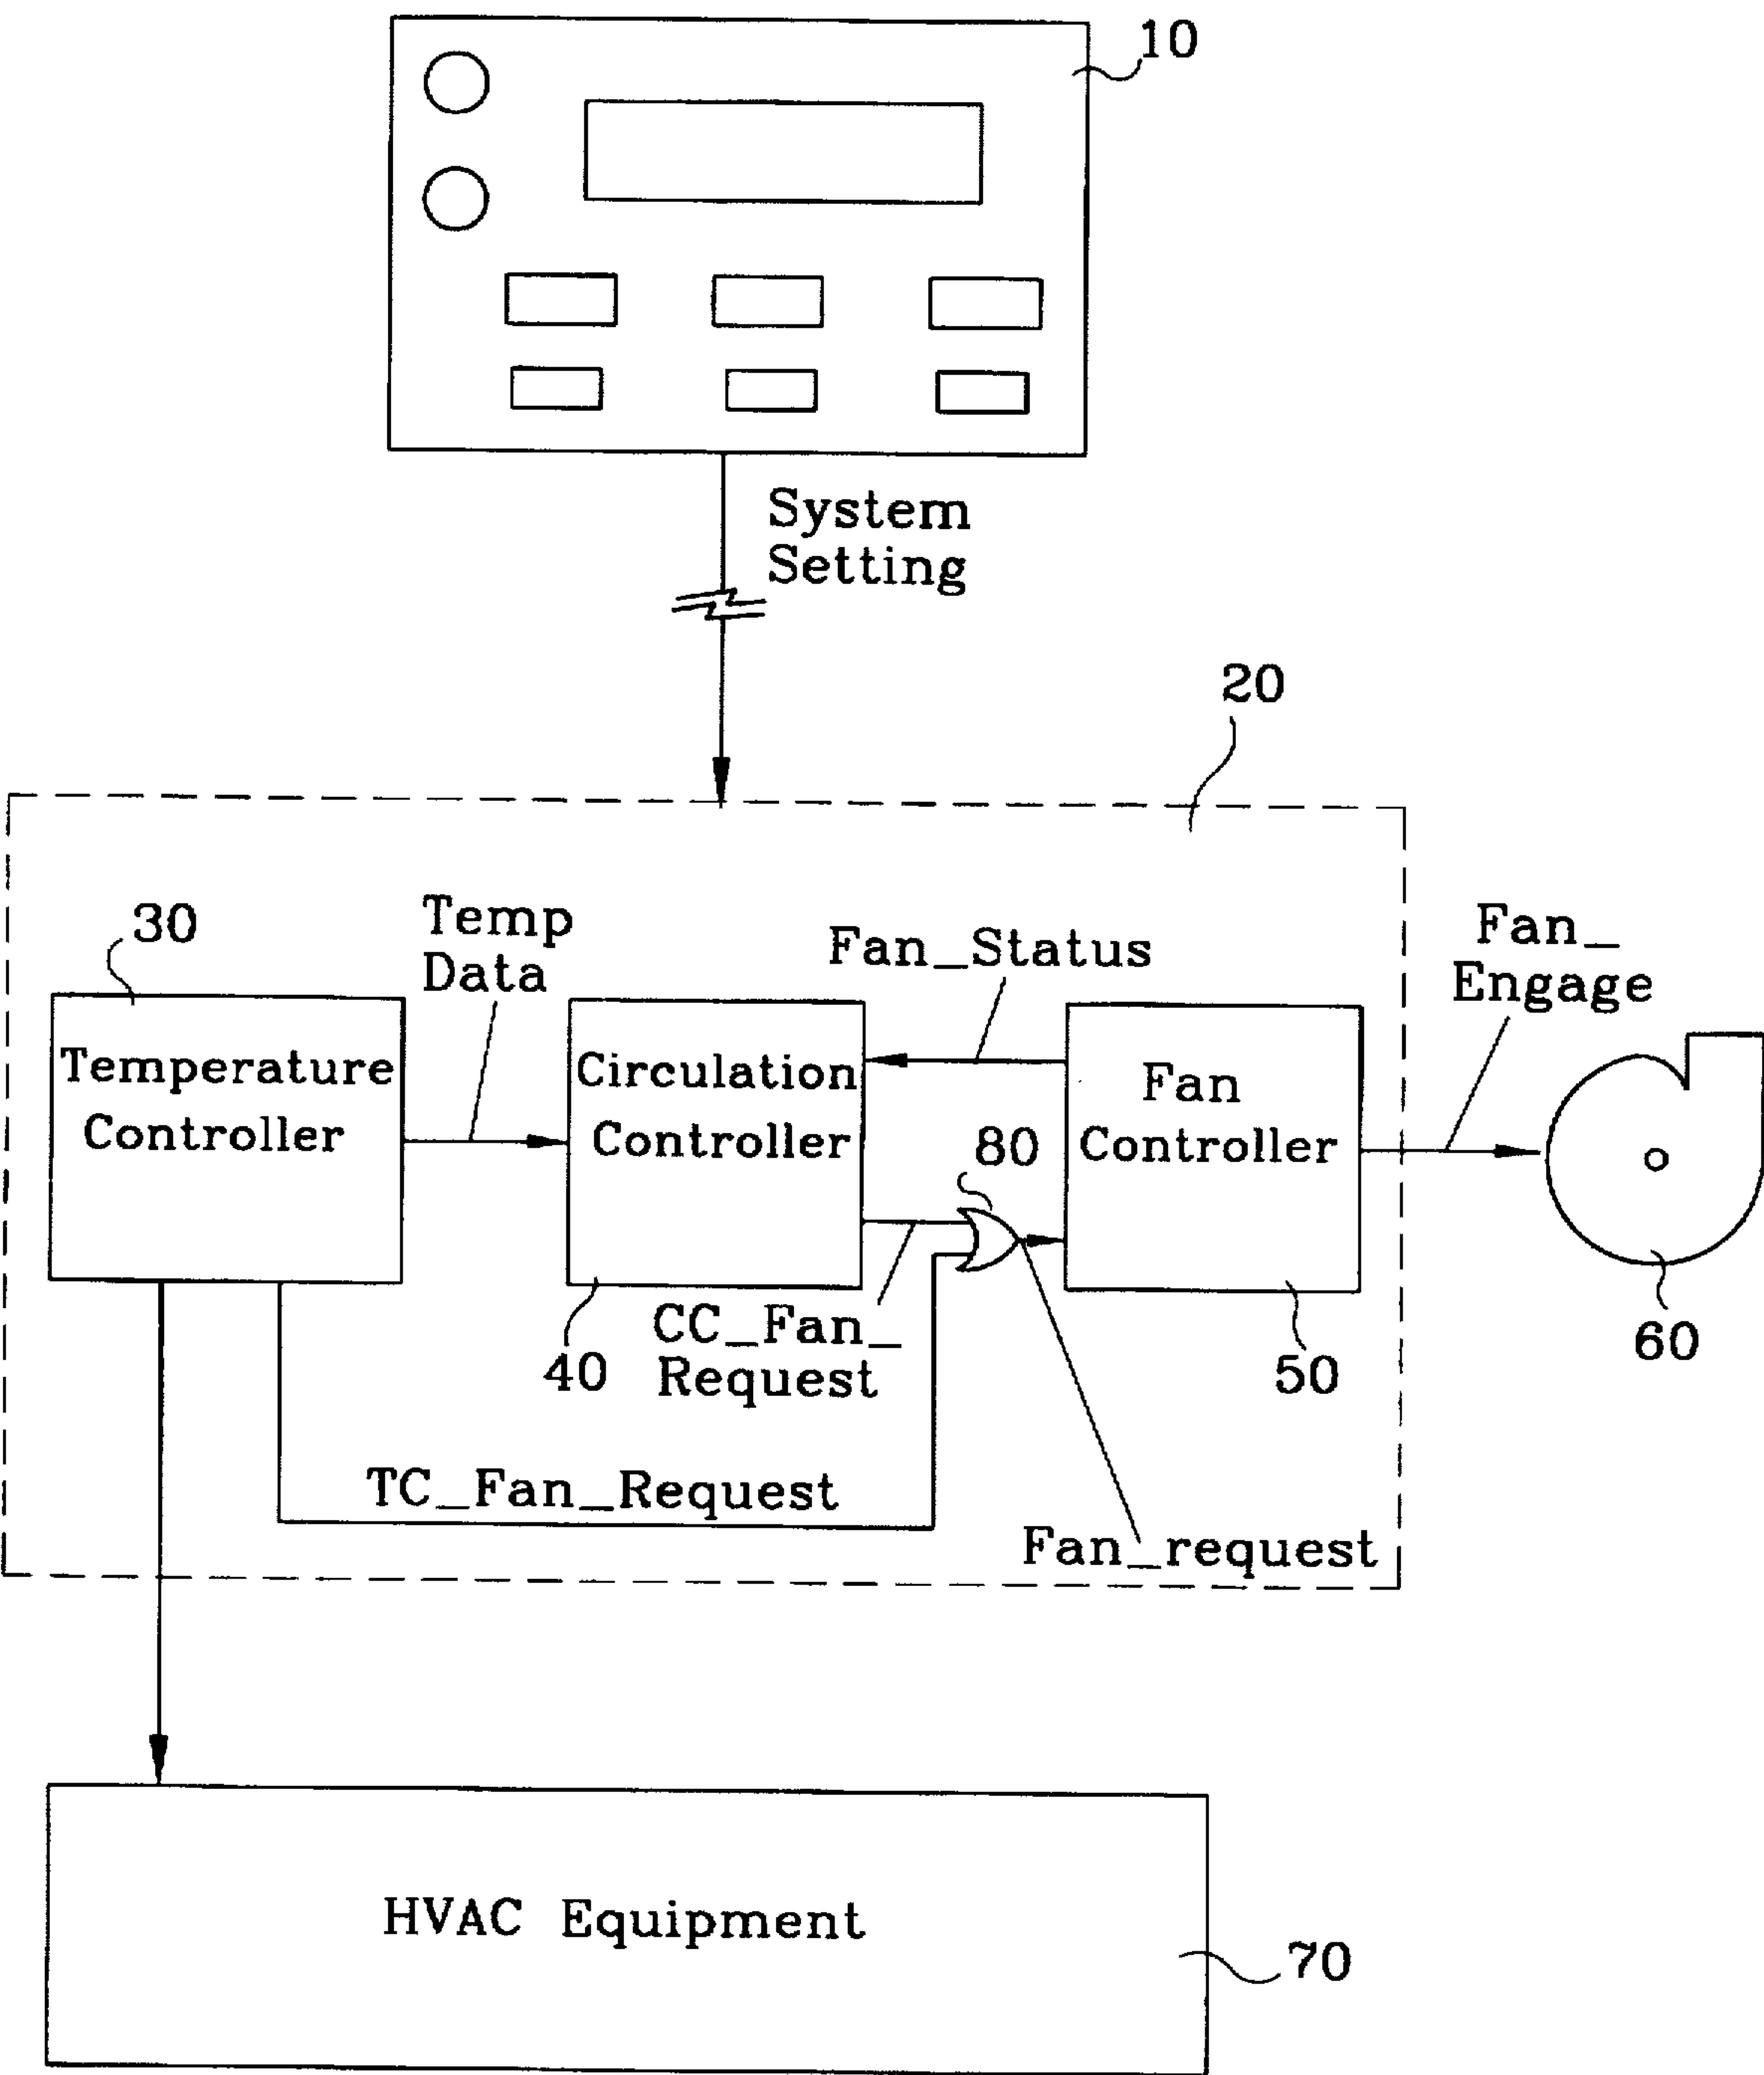 10
System
Setting
20
30
Temp
Data
Fan_Status
Fan_
Engage
Temperature
Controller
Circulation
Controller
Fan
Controller
80
40
CC_Fan_
Request
50
60
TC_Fan_Request
Fan_request
HVAC Equipment
70